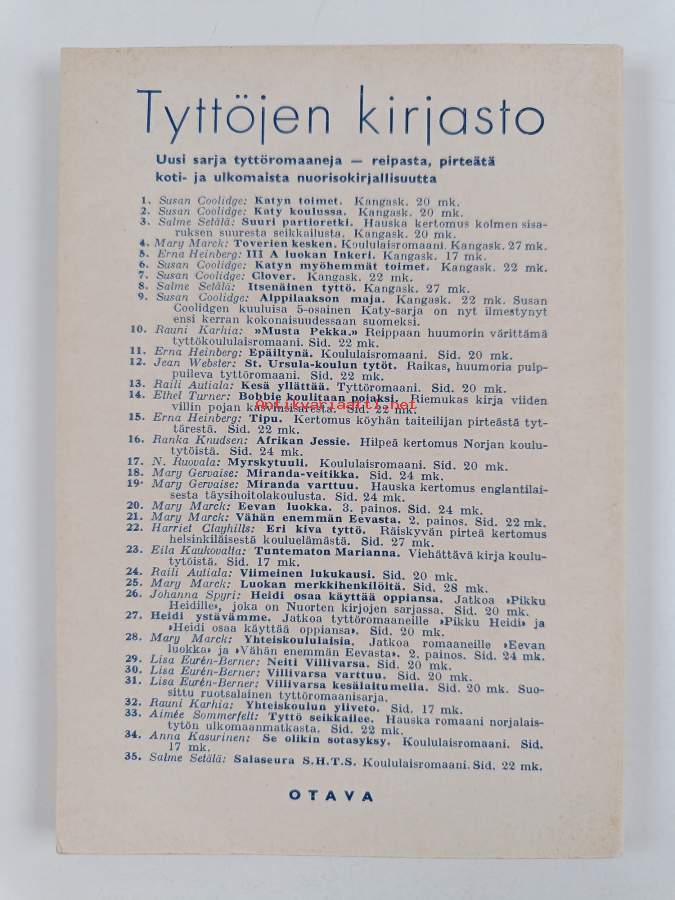 Tyttöjen kirjasto
Uusi sarja tyttöromaaneja — reipasta, pirteätä
koti- ja ulkomaista nuorisokirjallisuutta
1. Susan Coolidge: Katyn toimet. Kangask. 20 mk.
2. Susan Coolidge: Katy koulussa. Kangask. 20 mk.
3. Salme Setälä: Suuri partioretki. Hauska kertomus kolmen sisa-
ruksen suuresta seikkailusta. Kangask. 20 mk.
4. Mary Marck: Toverien kesken. Koululaisromaani. Kangask. 27 mk.
5. Erna Heinberg: III A luokan Inkeri. Kangask. 17 mk.
6. Susan Coolidge: Katyn myöhemmät toimet. Kangask. 22 mk.
7. Susan Coolidge: Clover. Kangask. 22 mk.
8. Salme Setälä: Itsenäinen tyttö. Kangask. 27 mk.
9. Susan Coolidge: Alppilaakson maja. Kangask. 22 mk. Susan
Coolidgen kuuluisa 5-osainen Katy-sarja on nyt ilmestynyt
ensi kerran kokonaisuudessaan suomeksi.
10. Rauni Karhia: »Musta Pekka.» Reippaan huumorin värittämä
tyttökoululaisromaani. Sid. 22 mk.
11. Erna Heinberg: Epäiltynä. Koululaisromaani. Sid. 20 mk.
12. Jean Webster: St. Ursula-koulun tytöt. Raikas, huumoria pulp-
puileva tyttöromaani. Sid. 22 mk.
13. Raili Autiala: Kesä yllättää. Tyttöromaani. Sid. 20 mk.
14. Ethel Turner: Bobbie koulitaan pojaksi. Riemukas kirja viiden
villin pojan kasvinsisaresta. Sid. 22 mk.
antikvariaatti.net
15. Erna Heinberg: Tipu. Kertomus köyhän taiteilijan pirteästä tyt-
tärestä. Sid. 22 mk.
16. Ranka Knudsen: Afrikan Jessie. Hilpeä kertomus Norjan koulu-
tytöistä. Sid. 24 mk.
17. N. Ruovala: Myrskytuuli. Koululaisromaani. Sid. 20 mk.
18. Mary Gervaise: Miranda-veitikka. Sid. 24 mk.
19. Mary Gervaise: Miranda varttuu. Hauska kertomus englantilai-
sesta täysihoitolakoulusta. Sid. 24 mk.
20. Mary Marck: Eevan luokka. 3. painos. Sid. 24 mk.
21. Mary Marck: Vähän enemmän Eevasta. 2. painos. Sid. 22 mk.
22. Harriet Clayhills: Eri kiva tyttö. Räiskyvän pirteä kertomus
helsinkiläisestä kouluelämästä. Sid. 27 mk.
23. Eila Kaukovalta: Tuntematon Marianna. Viehättävä kirja koulu-
tytöistä. Sid. 17 mk.
24. Raili Autiala: Viimeinen lukukausi. Sid. 20 mk.
25. Mary Marck: Luokan merkkihenkilöitä. Sid. 28 mk.
26. Johanna Spyri: Heidi osaa käyttää oppiansa. Jatkoa »Pikku
Heidille», joka on Nuorten kirjojen sarjassa. Sid. 20 mk.
27. Heidi ystävämme. Jatkoa tyttöromaaneille »Pikku Heidi» ja
»Heidi osaa käyttää oppiansa». Sid. 20 mk.
28. Mary Marck: Yhteiskoululaisia. Jatkoa romaaneille »Eevan
luokka» ja »Vähän enemmän Eevasta». 2. painos. Sid. 24 mk.
29. Lisa Eurén-Berner: Neiti Villivarsa. Sid. 20 mk.
30. Lisa Eurén-Berner: Villivarsa varttuu. Sid. 20 mk.
31. Lisa Eurén-Berner: Villivarsa kesälaitumella. Sid. 20 mk. Suo-
sittu ruotsalainen tyttöromaanisarja.
32. Rauni Karhia: Yhteiskoulun yliveto. Sid. 17 mk.
33. Aimée Sommerfelt: Tyttö seikkailee. Hauska romaani norjalais-
tytön ulkomaanmatkasta. Sid. 22 mk.
34. Anna Kasurinen: Se olikin sotasyksy. Koululaisromaani. Sid.
17 mk.
35. Salme Setälä: Salaseura S.H.T.S. Koululaisromaani. Sid. 22 mk.
OTAVA